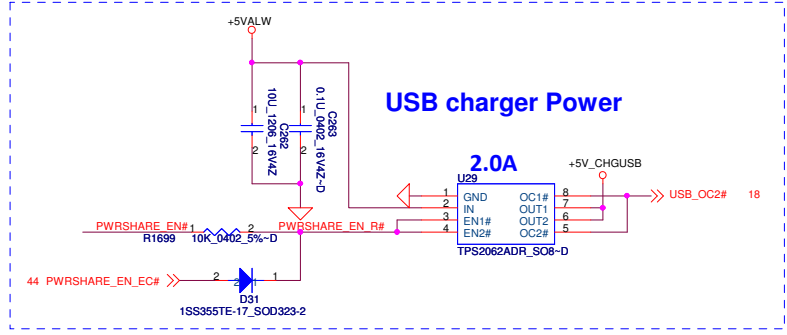 +5VALW
USB charger Power
1
1
2
2
10U_1206_16V4Z
C262
0.1U_0402_16V4Z~D
C263
2.0A
U29
+5V_CHGUSB
1 GND OC1# 8
2 IN OUT1 7
3 EN1# OUT2 6
4 EN2# OC2# 5
TPS2062ADR_SO8~D
USB_OC2# 18
PWRSHARE_EN# 1 2 PWRSHARE_EN_R#
R1699 10K_0402_5%~D
44 PWRSHARE_EN_EC# 2 2 1 1
D31
1SS355TE-17_SOD323-2